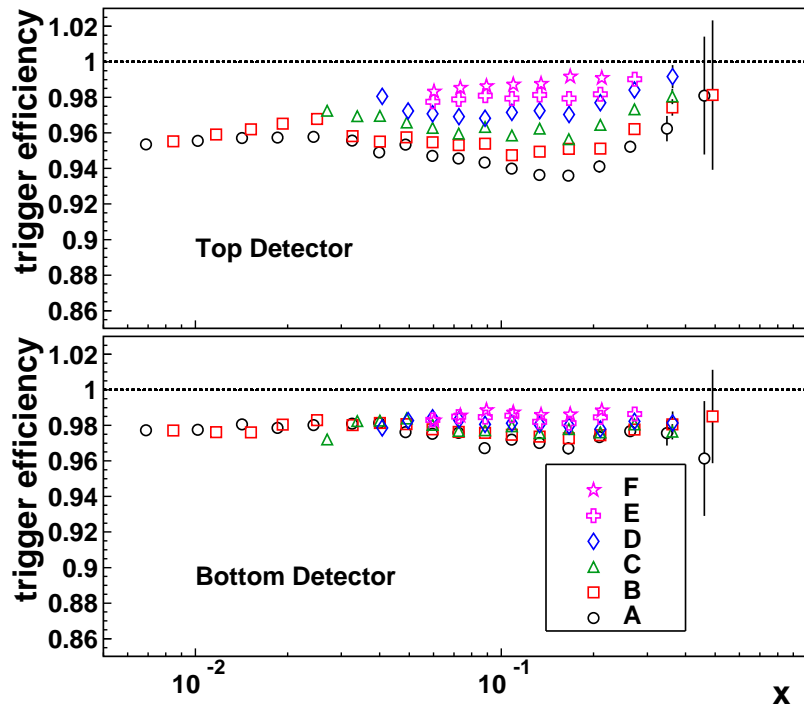 trigger efficiency
1.02
1
0.98
0.96
0.94
0.92
0.9
0.88
0.86
Top Detector
trigger efficiency
1.02
1
0.98
0.96
0.94
0.92
0.9
0.88
0.86
Bottom Detector
F
E
D
C
B
A
10-2
10-1
x